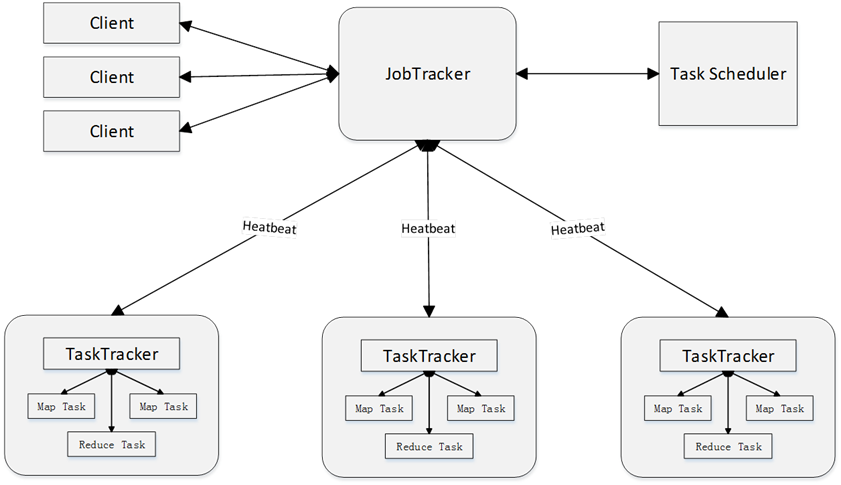 Client
Client
Client
JobTracker
Task Scheduler
Heatbeat
Heatbeat
Heatbeat
TaskTracker
Map Task
Map Task
Reduce Task
TaskTracker
Map Task
Map Task
Reduce Task
TaskTracker
Map Task
Map Task
Reduce Task